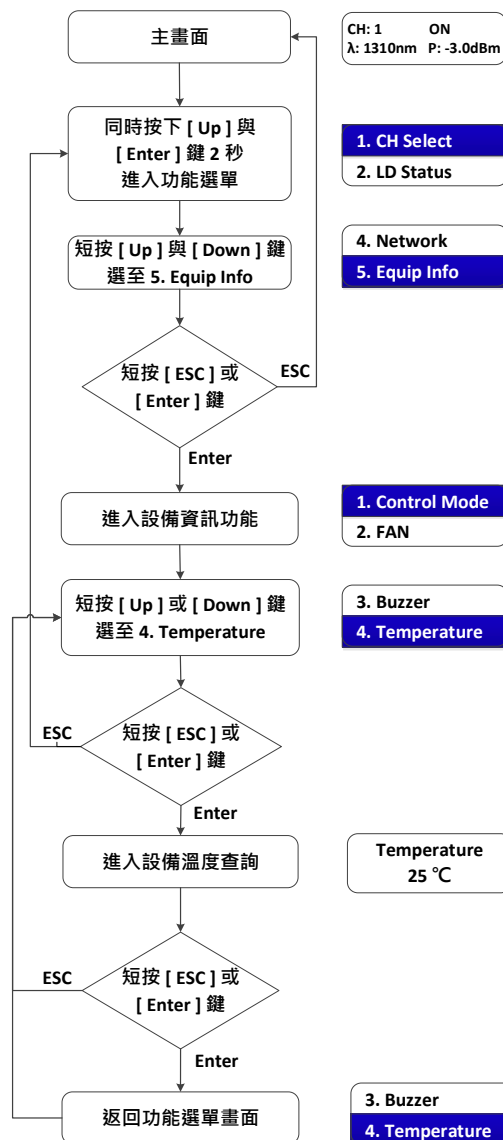 主畫面
CH: 1 ON
λ: 1310nm P: -3.0dBm
同時按下 [ Up ] 與
[ Enter ] 鍵 2 秒
進入功能選單
1. CH Select
2. LD Status
短按 [ Up ] 與 [ Down ] 鍵
選至 5. Equip Info
4. Network
5. Equip Info
短按 [ ESC ] 或
[ Enter ] 鍵
ESC
Enter
進入設備資訊功能
1. Control Mode
2. FAN
短按 [ Up ] 或 [ Down ] 鍵
選至 4. Temperature
3. Buzzer
4. Temperature
ESC
短按 [ ESC ] 或
[ Enter ] 鍵
Enter
進入設備溫度查詢
Temperature
25 ℃
ESC
短按 [ ESC ] 或
[ Enter ] 鍵
Enter
返回功能選單畫面
3. Buzzer
4. Temperature